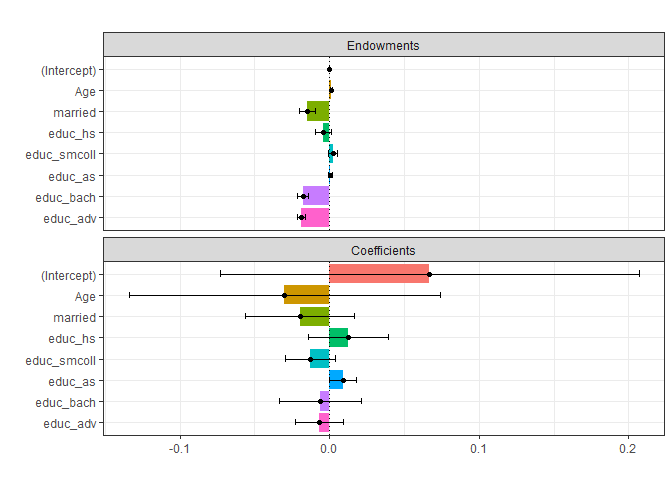 Endowments
(Intercept)
Age
married
educ_hs
educ_smcoll
educ_as
educ_bach
educ_adv
Coefficients
(Intercept)
Age
married
educ_hs
educ_smcoll
educ_as
educ_bach
educ_adv
-0.1 0.0 0.1 0.2